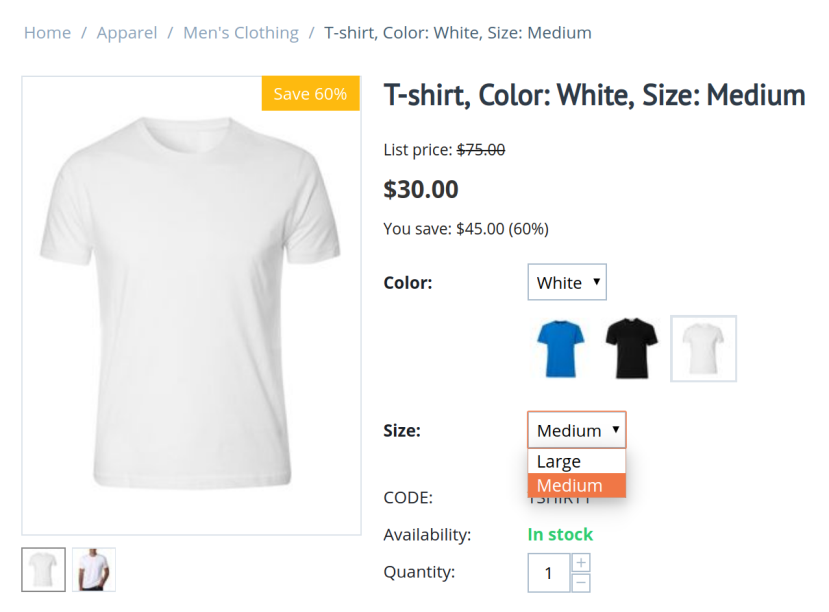 Home / Apparel / Men's Clothing / T-shirt, Color: White, Size: Medium
Save 60%
T-shirt, Color: White, Size: Medium
List price: $75.00
$30.00
You save: $45.00 (60%)
Color: White
Size: Medium
Large
Medium
CODE:
Availability: In stock
Quantity: 1 + −